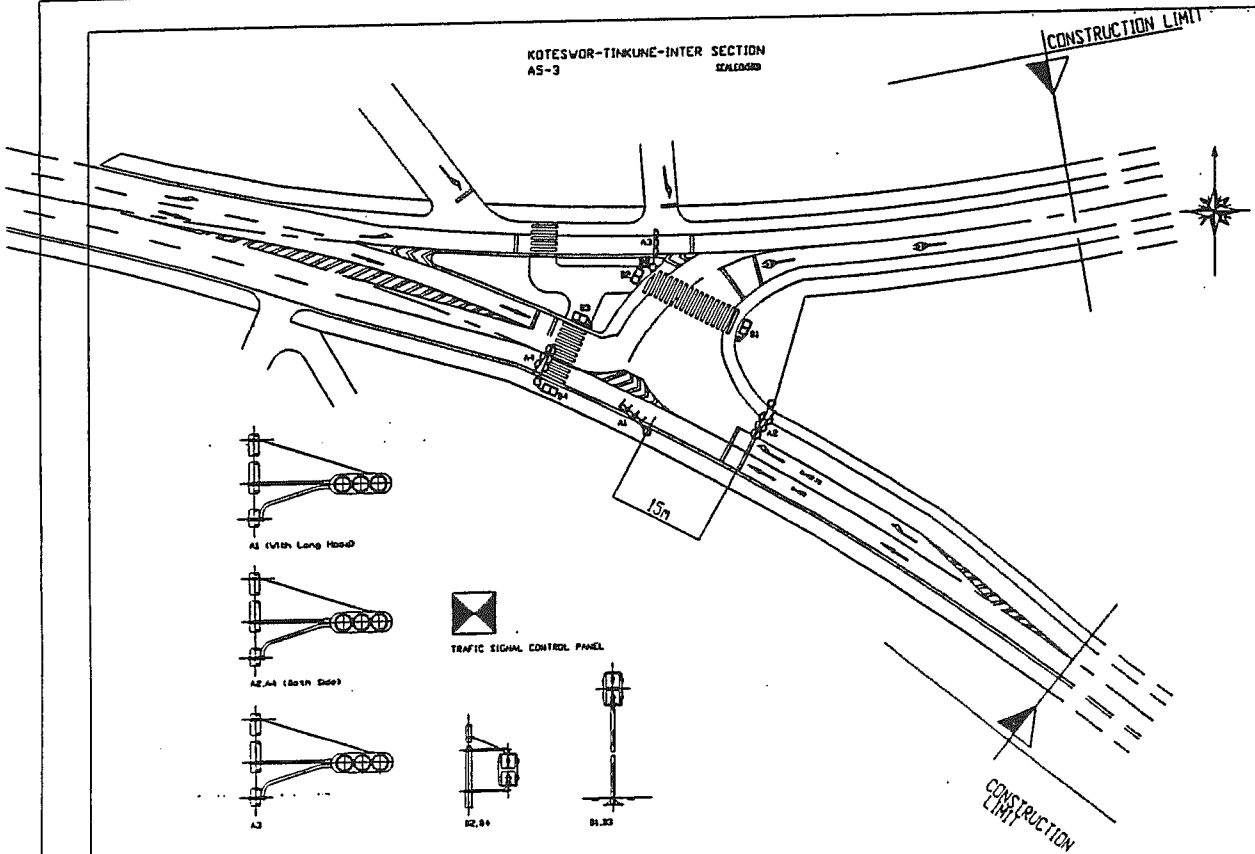 CONSTRUCTION LIMIT
KOTESWOR-TINKUNE-INTER SECTION
AS-3
A3
B2
B3
B1
A4
B4
A1
A2
15m
A1 (With Long Hood)
A2,A4 (Both Side)
TRAFIC SIGNAL CONTROL PANEL
A3
B2,B4
B1,B3
CONSTRUCTION
LIMIT